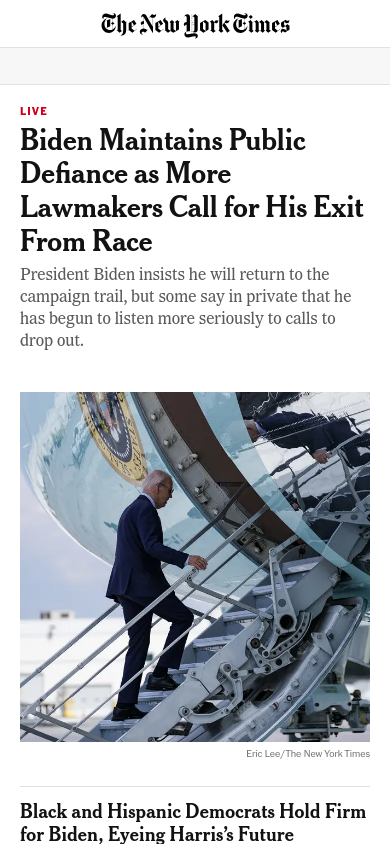 The New York Times
LIVE
Biden Maintains Public
Defiance as More
Lawmakers Call for His Exit
From Race
President Biden insists he will return to the
campaign trail, but some say in private that he
has begun to listen more seriously to calls to
drop out.
Eric Lee/The New York Times
Black and Hispanic Democrats Hold Firm
for Biden, Eyeing Harris’s Future